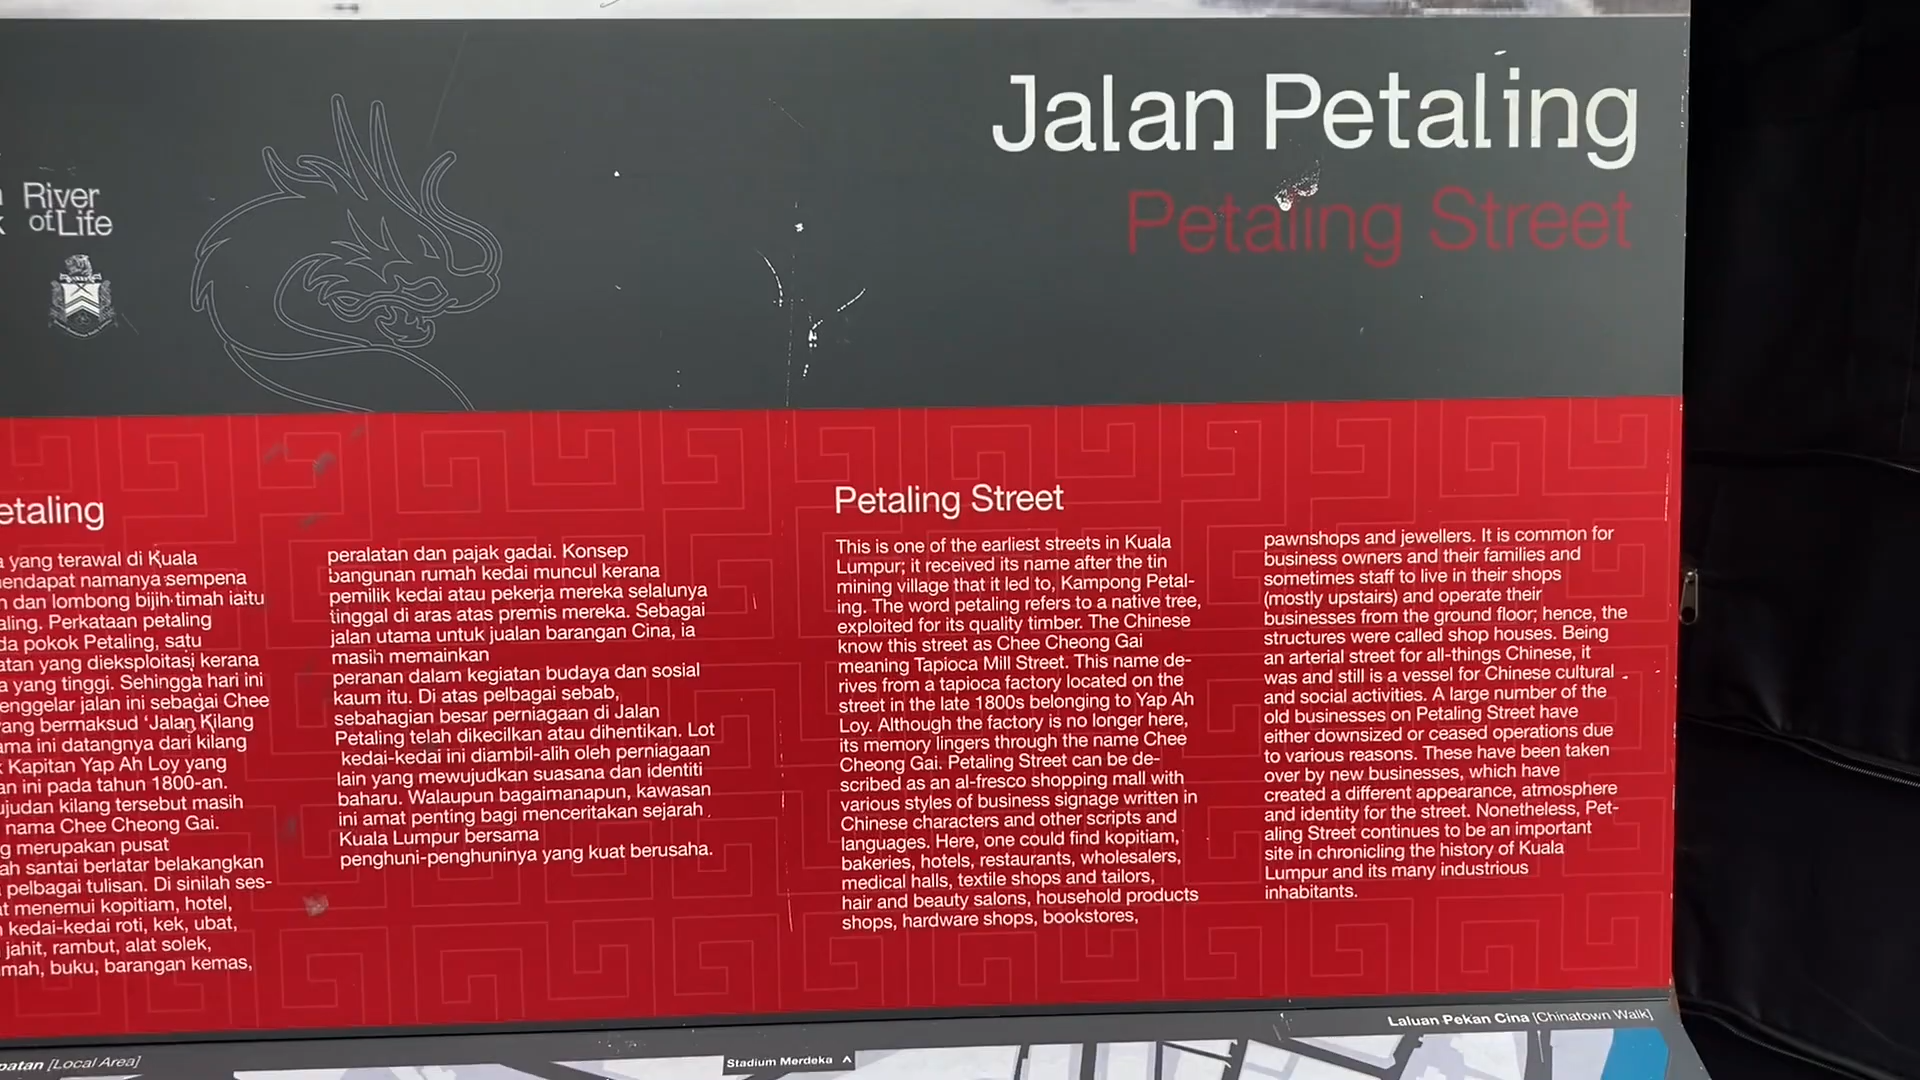 River
of Life
Jalan Petaling
Petaling Street
etaling
yang terawal di Kuala
endapat namanya sempena
dan lombong bijih timah iaitu
aling. Perkataan petaling
da pokok Petaling, satu
atan yang dieksploitasi kerana
a yang tinggi. Sehingga hari ini
enggelar jalan ini sebagai Chee
yang bermaksud 'Jalan Kilang
ama ini datangnya dari kilang
Kapitan Yap Ah Loy yang
an ini pada tahun 1800-an.
ujudan kilang tersebut masih
nama Chee Cheong Gai.
g merupakan pusat
ah santai berlatar belakangkan
pelbagai tulisan. Di sinilah ses-
at menemui kopitiam, hotel,
kedai-kedai roti, kek, ubat,
jahit, rambut, alat solek,
mah, buku, barangan kemas,
peralatan dan pajak gadai. Konsep
bangunan rumah kedai muncul kerana
pemilik kedai atau pekerja mereka selalunya
tinggal di aras atas premis mereka. Sebagai
jalan utama untuk jualan barangan Cina, ia
masih memainkan
peranan dalam kegiatan budaya dan sosial
kaum itu. Di atas pelbagai sebab,
sebahagian besar perniagaan di Jalan
Petaling telah dikecilkan atau dihentikan. Lot
kedai-kedai ini diambil-alih oleh perniagaan
lain yang mewujudkan suasana dan identiti
baharu. Walaupun bagaimanapun, kawasan
ini amat penting bagi menceritakan sejarah
Kuala Lumpur bersama
penghuni-penghuninya yang kuat berusaha.
Petaling Street
This is one of the earliest streets in Kuala
Lumpur; it received its name after the tin
mining village that it led to, Kampong Petal-
ing. The word petaling refers to a native tree,
exploited for its quality timber. The Chinese
know this street as Chee Cheong Gai
meaning Tapioca Mill Street. This name de-
rives from a tapioca factory located on the
street in the late 1800s belonging to Yap Ah
Loy. Although the factory is no longer here,
its memory lingers through the name Chee
Cheong Gai. Petaling Street can be de-
scribed as an al-fresco shopping mall with
various styles of business signage written in
Chinese characters and other scripts and
languages. Here, one could find kopitiam,
bakeries, hotels, restaurants, wholesalers,
medical halls, textile shops and tailors,
hair and beauty salons, household products
shops, hardware shops, bookstores,
pawnshops and jewellers. It is common for
business owners and their families and
sometimes staff to live in their shops
(mostly upstairs) and operate their
businesses from the ground floor; hence, the
structures were called shop houses. Being
an arterial street for all-things Chinese, it
was and still is a vessel for Chinese cultural
and social activities. A large number of the
old businesses on Petaling Street have
either downsized or ceased operations due
to various reasons. These have been taken
over by new businesses, which have
created a different appearance, atmosphere
and identity for the street. Nonetheless, Pet-
aling Street continues to be an important
site in chronicling the history of Kuala
Lumpur and its many industrious
inhabitants.
patan [Local Area]
Stadium Merdeka
Laluan Pekan Cina [Chinatown Walk]